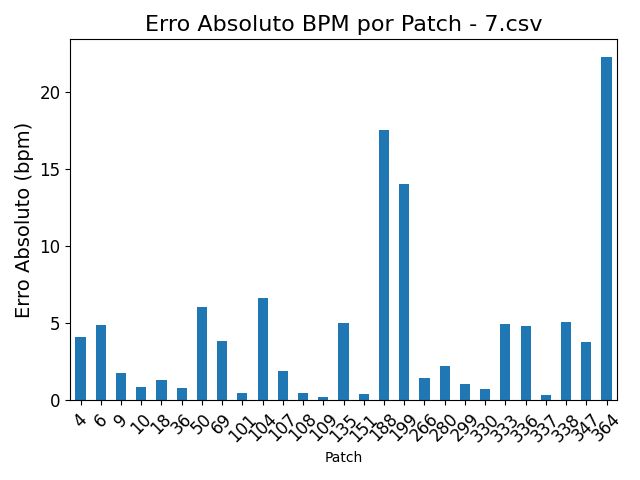 Erro Absoluto BPM por Patch - 7.csv
Erro Absoluto (bpm)
20
15
10
5
0
4 6 9 10 18 36 50 69 101 104 107 108 109 135 151 188 199 266 280 299 330 333 336 337 338 347 364
Patch